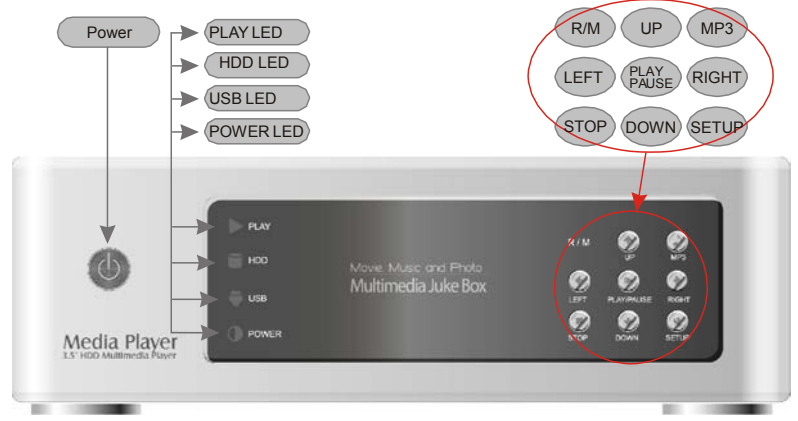 Power
PLAY LED
HDD LED
USB LED
POWER LED
R/M UP MP3
LEFT PLAY PAUSE RIGHT
STOP DOWN SETUP
PLAY
HDD
USB
POWER
Movie, Music and Photo
Multimedia Juke Box
R / M UP MP3
LEFT PLAY/PAUSE RIGHT
STOP DOWN SETUP
Media Player
3.5" HDD Multimedia Player